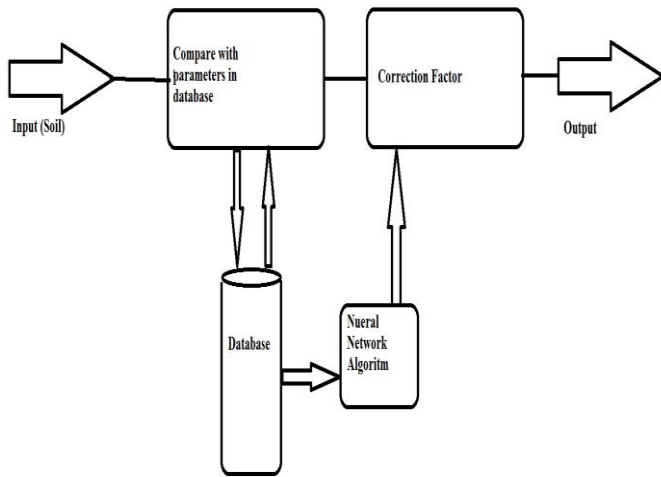 Compare with
parameters in
database
Correction Factor
Input (Soil)
Output
Database
Nueral
Network
Algoritm